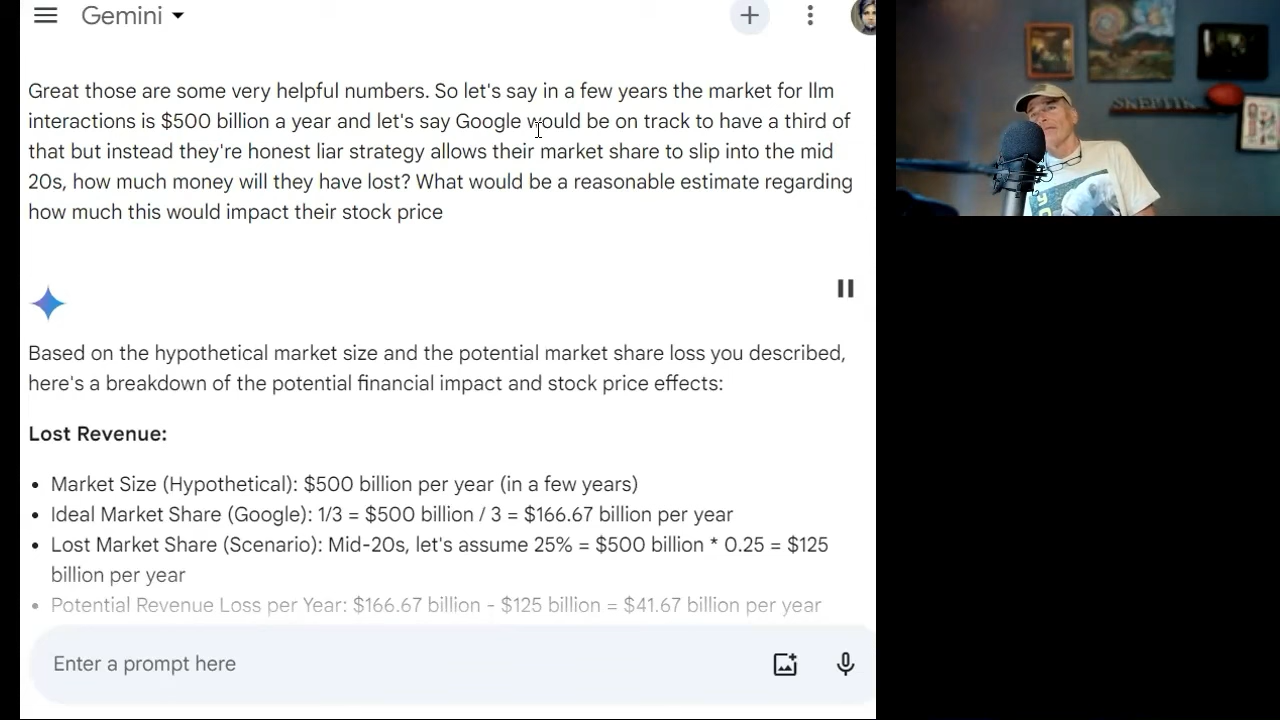 Gemini
Great those are some very helpful numbers. So let's say in a few years the market for llm
interactions is $500 billion a year and let's say Google would be on track to have a third of
that but instead they're honest liar strategy allows their market share to slip into the mid
20s, how much money will they have lost? What would be a reasonable estimate regarding
how much this would impact their stock price
Based on the hypothetical market size and the potential market share loss you described,
here's a breakdown of the potential financial impact and stock price effects:
Lost Revenue:
• Market Size (Hypothetical): $500 billion per year (in a few years)
• Ideal Market Share (Google): 1/3 = $500 billion / 3 = $166.67 billion per year
• Lost Market Share (Scenario): Mid-20s, let's assume 25% = $500 billion * 0.25 = $125
billion per year
• Potential Revenue Loss per Year: $166.67 billion - $125 billion = $41.67 billion per year
Enter a prompt here